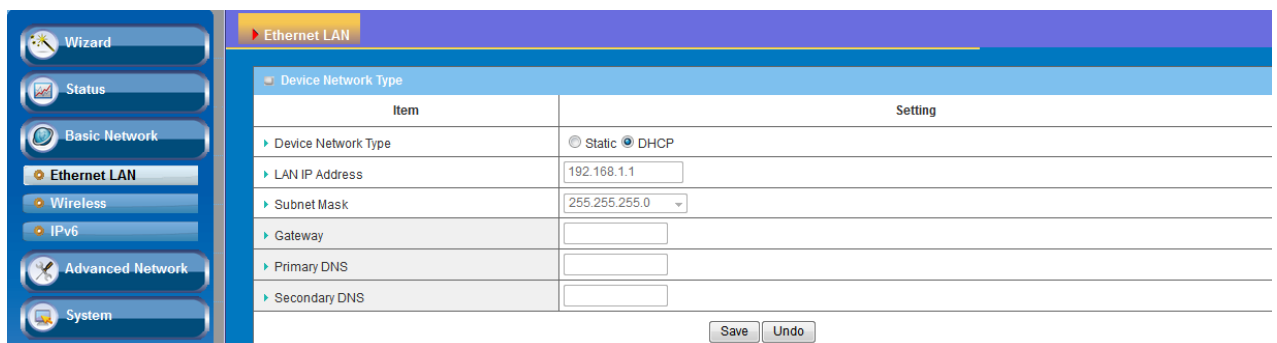 Wizard
Status
Basic Network
Ethernet LAN
Wireless
IPv6
Advanced Network
System
Ethernet LAN
Device Network Type
Item Setting
Device Network Type Static DHCP
LAN IP Address 192.168.1.1
Subnet Mask 255.255.255.0
Gateway
Primary DNS
Secondary DNS
Save Undo